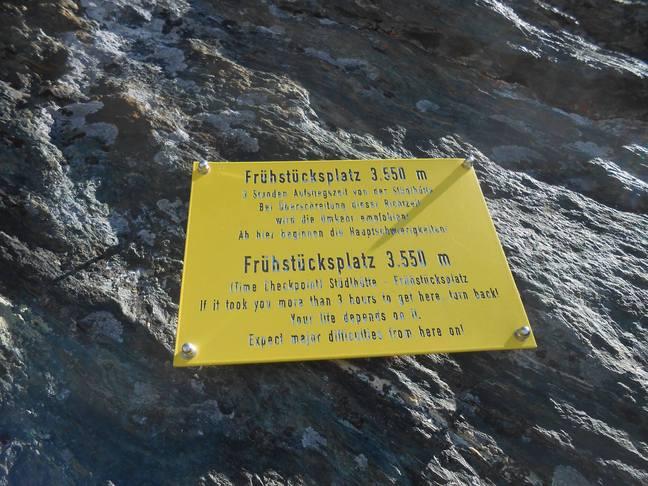 Frühstücksplatz 3.550 m
3 Stunden Aufstiegkzeit von der Stüdlhütte
Bei Überschreitung dieser Richtzeit
wird die Umkehr empfohlen!
Ab hier beginnen die Hauptschwierigkeiten!
Frühstücksplatz 3.550 m
(Time Checkpoint) Stüdlhütte - Frühstücksplatz
If it took you more than 3 hours to get here, turn back!
Your life depends on it.
Expect major difficulties from here on!